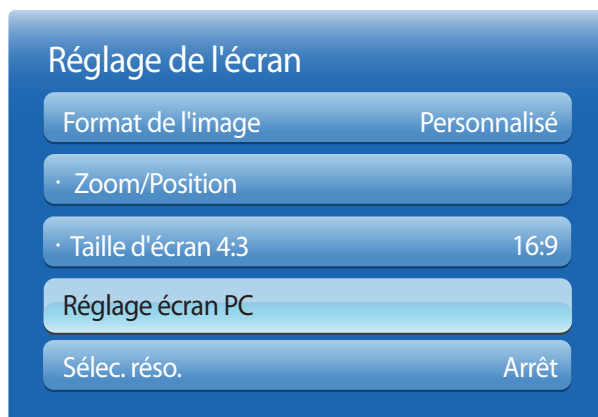 Réglage de l'écran
Format de l'image Personnalisé
· Zoom/Position
· Taille d'écran 4:3 16:9
Réglage écran PC
Sélec. réso. Arrêt